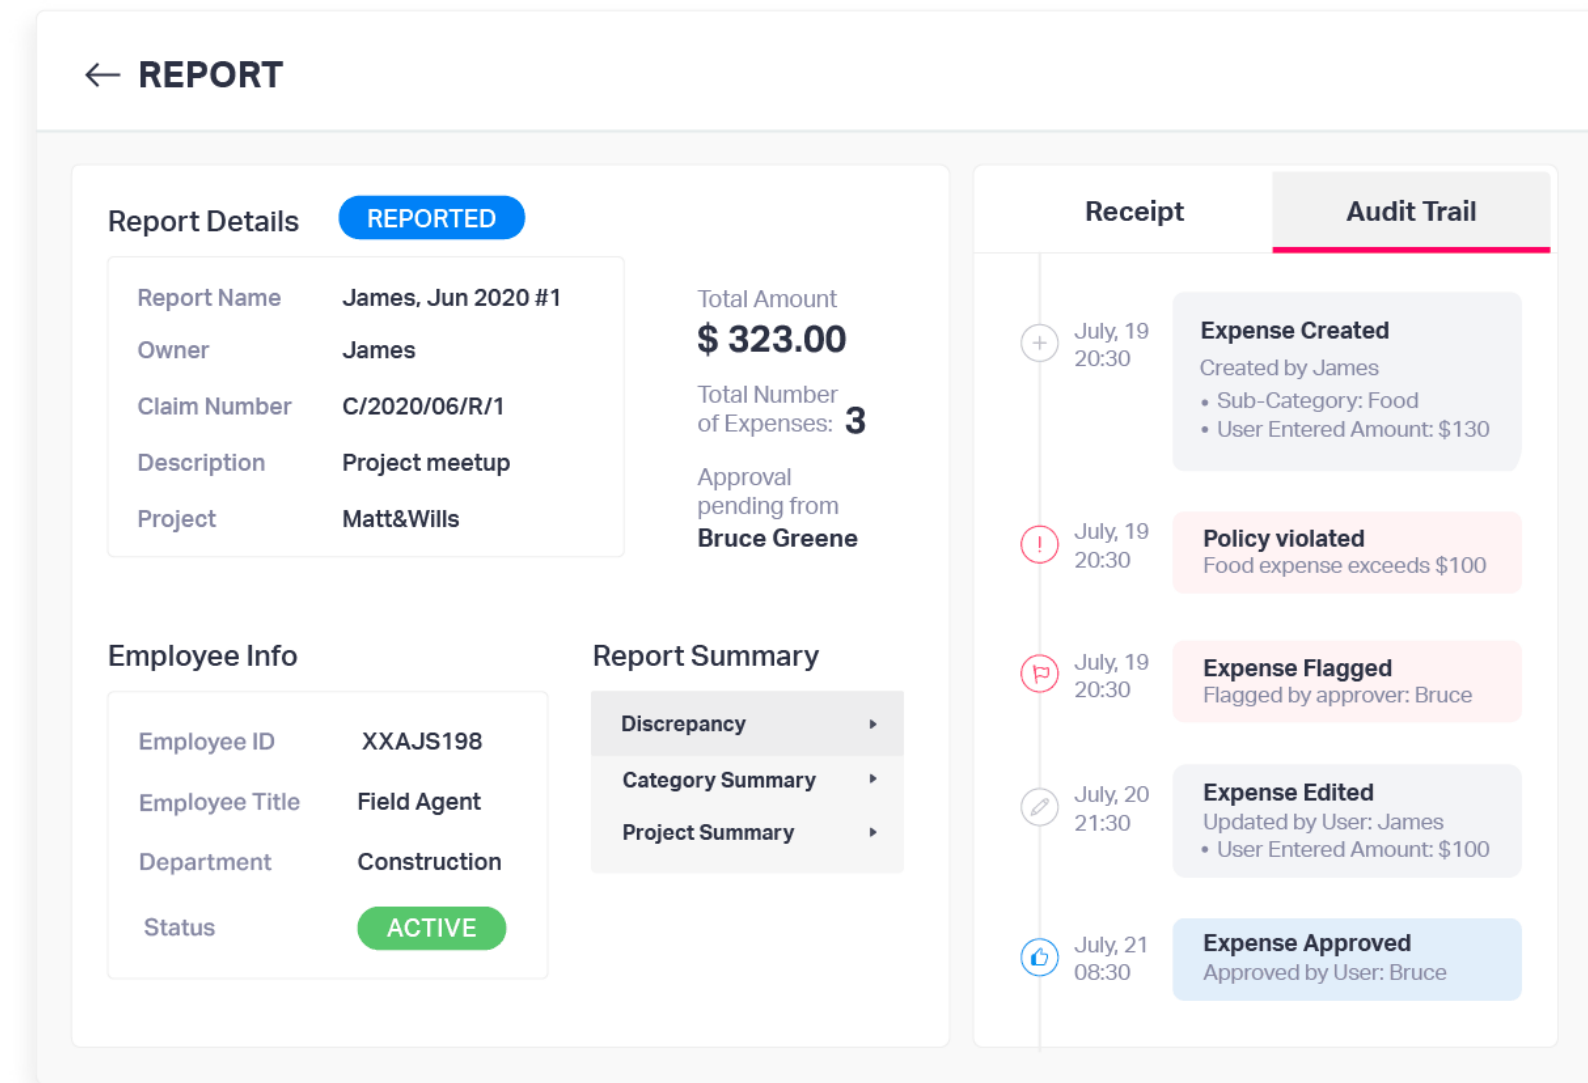 REPORT
Report Details
REPORTED
Report Name James, Jun 2020 #1
Owner James
Claim Number C/2020/06/R/1
Description Project meetup
Project Matt&Wills
Total Amount
$ 323.00
Total Number
of Expenses: 3
Approval
pending from
Bruce Greene
Employee Info
Employee ID XXAJS198
Employee Title Field Agent
Department Construction
Status ACTIVE
Report Summary
Discrepancy
Category Summary
Project Summary
Receipt
Audit Trail
July, 19
20:30
Expense Created
Created by James
• Sub-Category: Food
• User Entered Amount: $130
July, 19
20:30
Policy violated
Food expense exceeds $100
July, 19
20:30
Expense Flagged
Flagged by approver: Bruce
July, 20
21:30
Expense Edited
Updated by User: James
• User Entered Amount: $100
July, 21
08:30
Expense Approved
Approved by User: Bruce